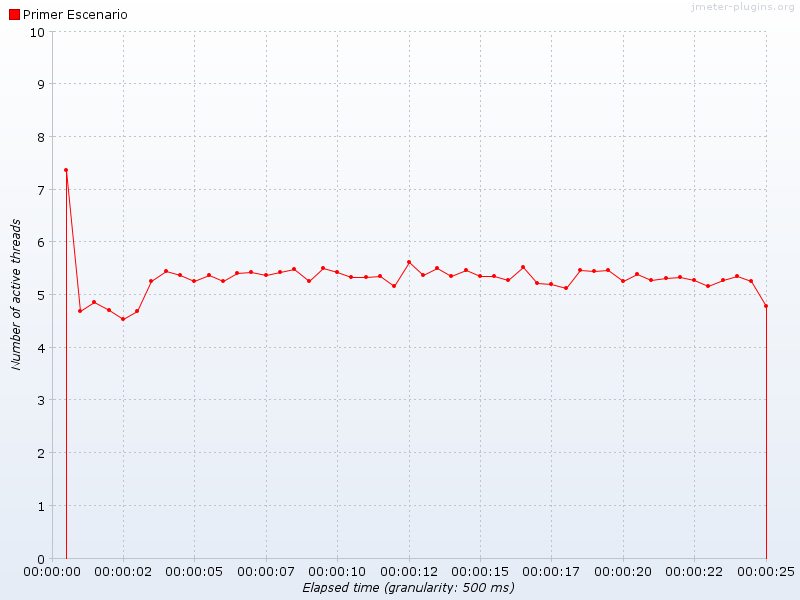 jmeter-plugins.org
Primer Escenario
10
9
8
7
6
5
4
3
2
1
0
Number of active threads
00:00:00 00:00:02 00:00:05 00:00:07 00:00:10 00:00:12 00:00:15 00:00:17 00:00:20 00:00:22 00:00:25
Elapsed time (granularity: 500 ms)